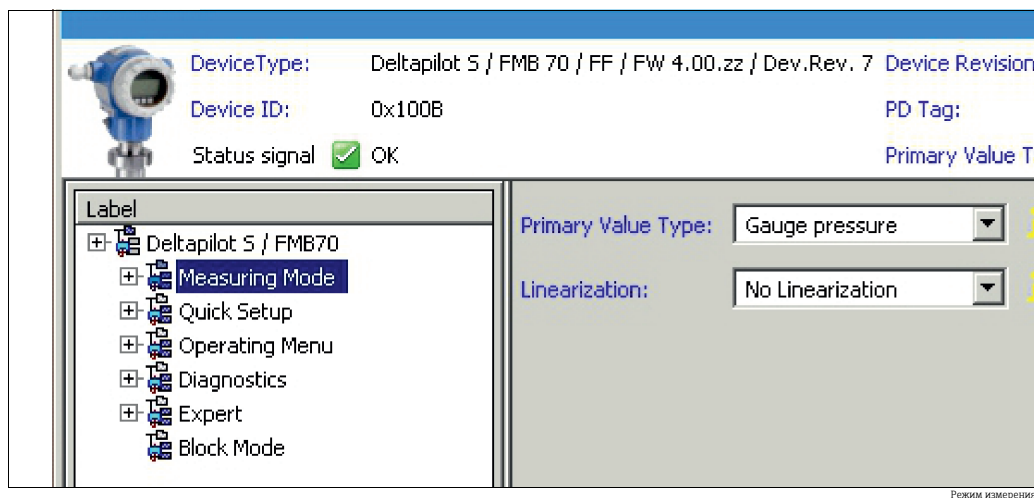 DeviceType: Deltapilot S / FMB 70 / FF / FW 4.00.zz / Dev.Rev. 7 Device Revision
Device ID: 0x100B PD Tag:
Status signal OK Primary Value T
Label
Deltapilot S / FMB70
Measuring Mode
Quick Setup
Operating Menu
Diagnostics
Expert
Block Mode
Primary Value Type: Gauge pressure
Linearization: No Linearization
Режим измерения